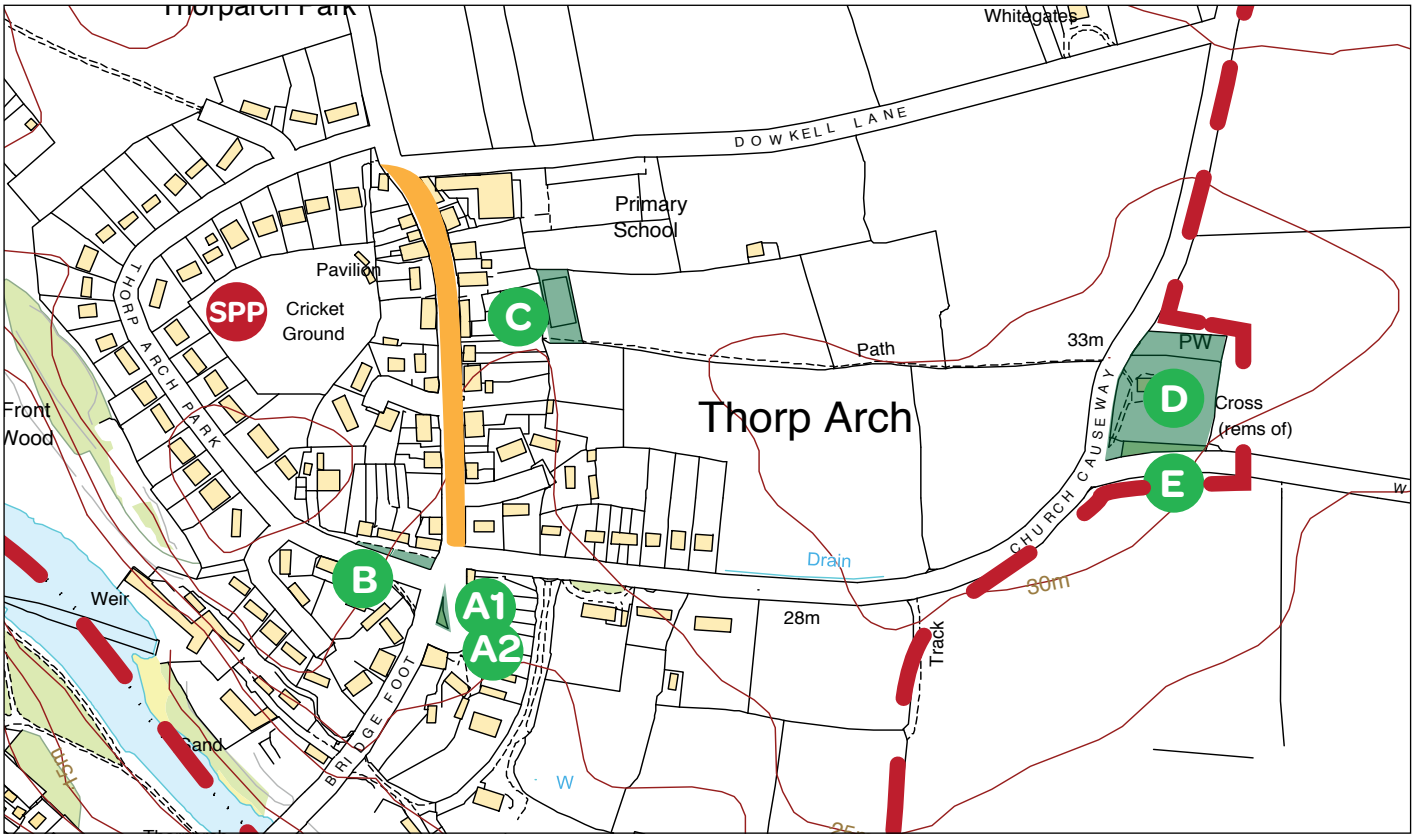 Thorparch Park
Whitegates
DOWKELL LANE
Primary
School
Pavilion
Cricket
Ground
SPP
THORP ARCH PARK
C
Path
33m
PW
D
Cross
(rems of)
E
CHURCH CAUSEWAY
Thorp Arch
Front
Wood
W
Drain
30m
28m
B
A1
A2
Weir
Track
BRIDGE FOOT
Sand
15m
W